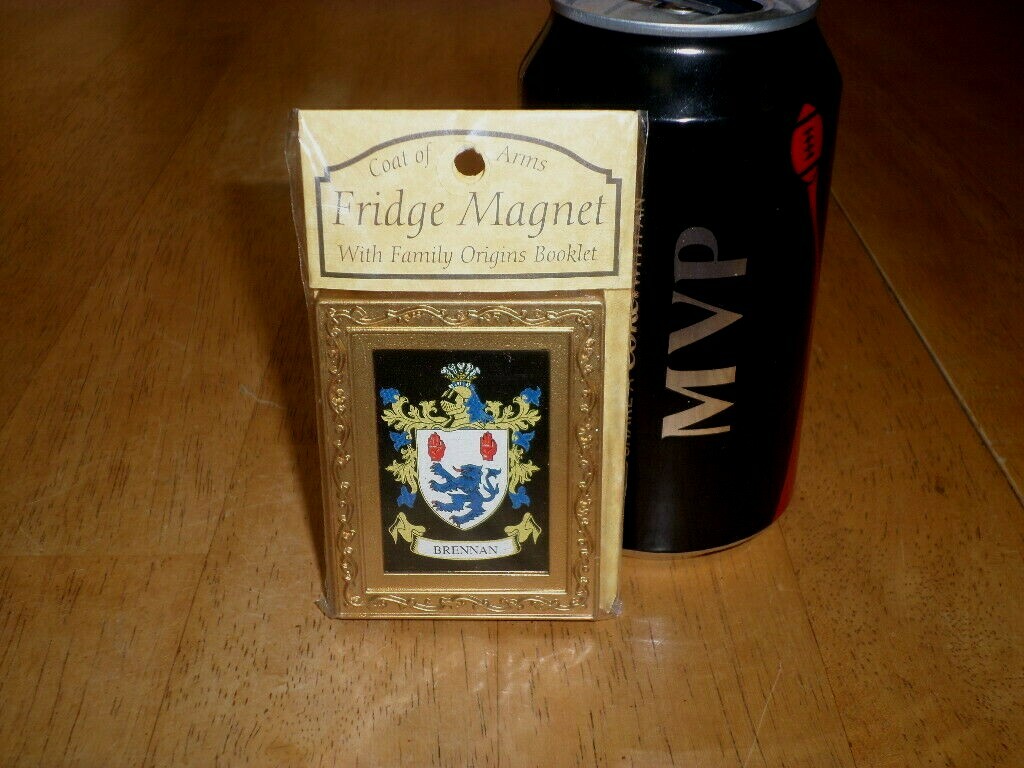 Coat of Arms
Fridge Magnet
With Family Origins Booklet
BRENNAN
MVP